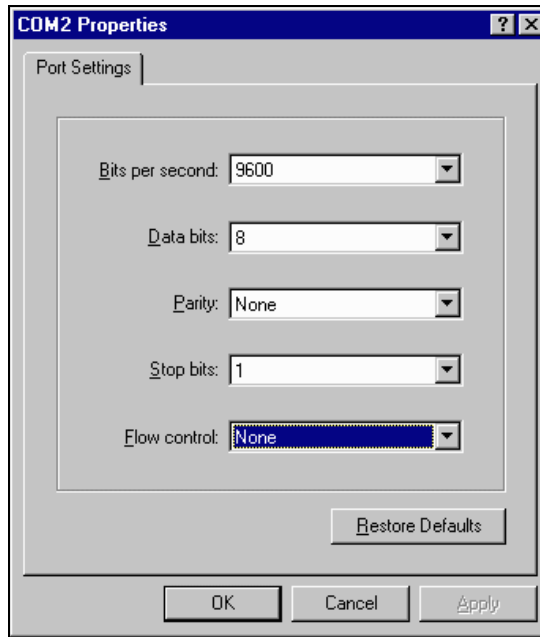 COM2 Properties
Port Settings
Bits per second: 9600
Data bits: 8
Parity: None
Stop bits: 1
Flow control: None
Restore Defaults
OK Cancel Apply